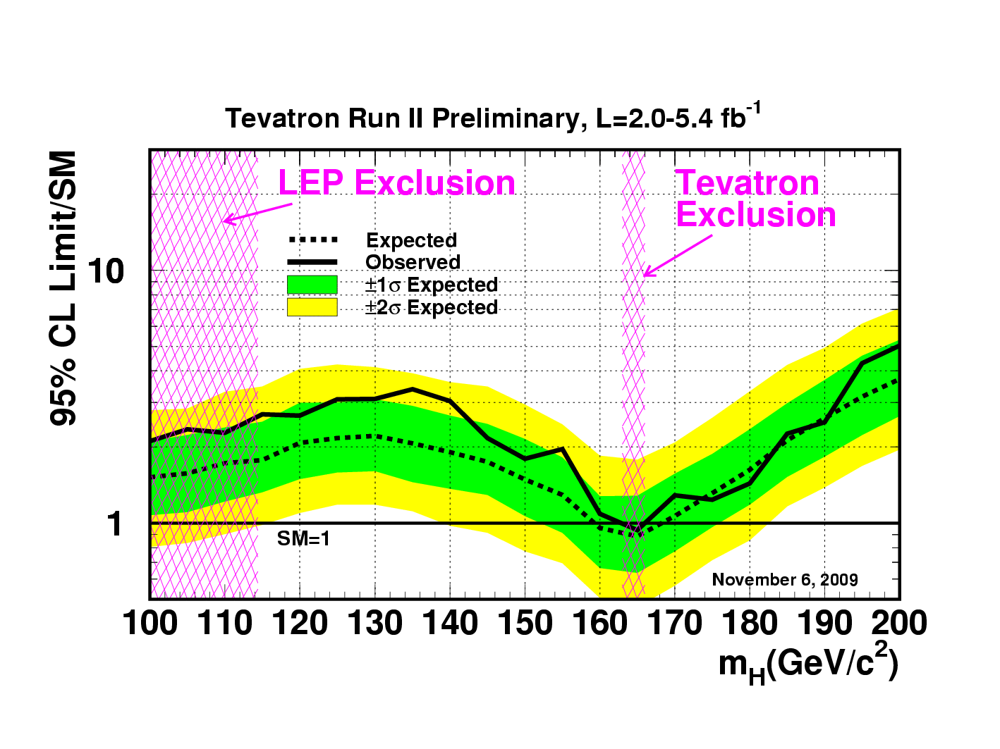 Tevatron Run II Preliminary, L=2.0-5.4 fb⁻¹
95% CL Limit/SM
LEP Exclusion
Tevatron
Exclusion
Expected
Observed
±1σ Expected
±2σ Expected
10
1
SM=1
November 6, 2009
100 110 120 130 140 150 160 170 180 190 200
m_H(GeV/c²)